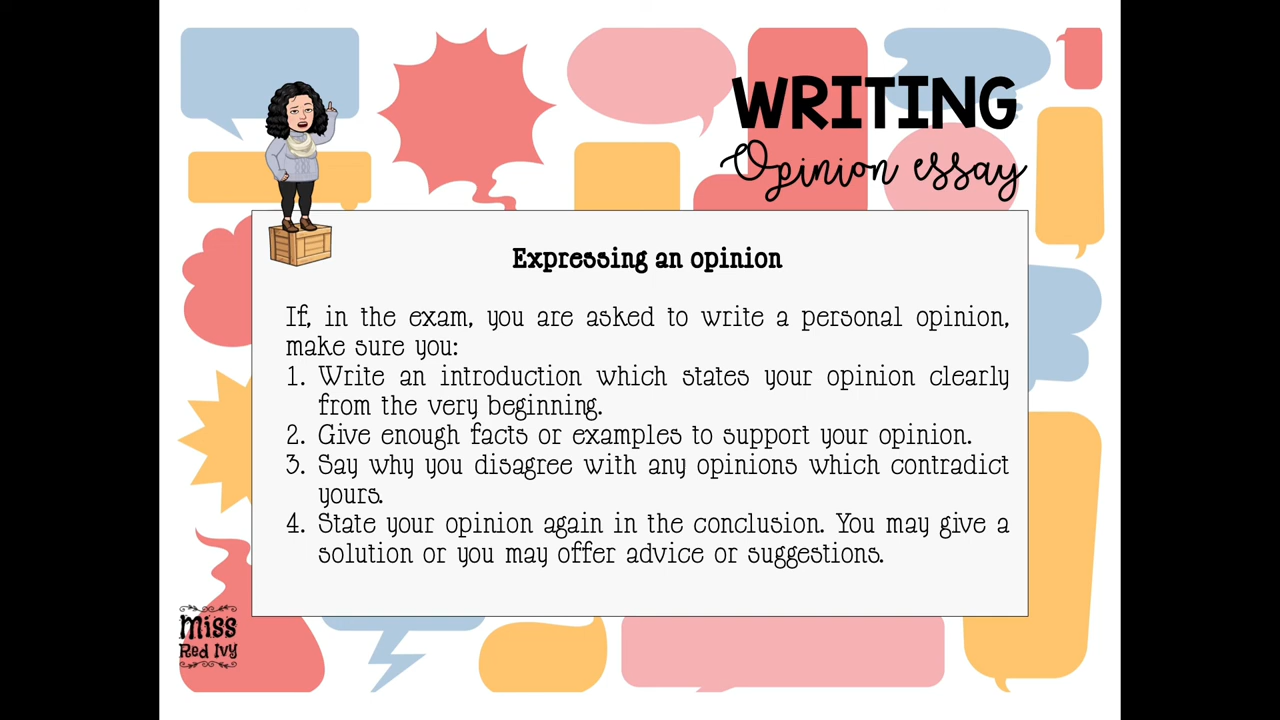 WRITING
Opinion essay
Expressing an opinion
If, in the exam, you are asked to write a personal opinion,
make sure you:
1. Write an introduction which states your opinion clearly
from the very beginning.
2. Give enough facts or examples to support your opinion.
3. Say why you disagree with any opinions which contradict
yours.
4. State your opinion again in the conclusion. You may give a
solution or you may offer advice or suggestions.
Miss
Red Ivy